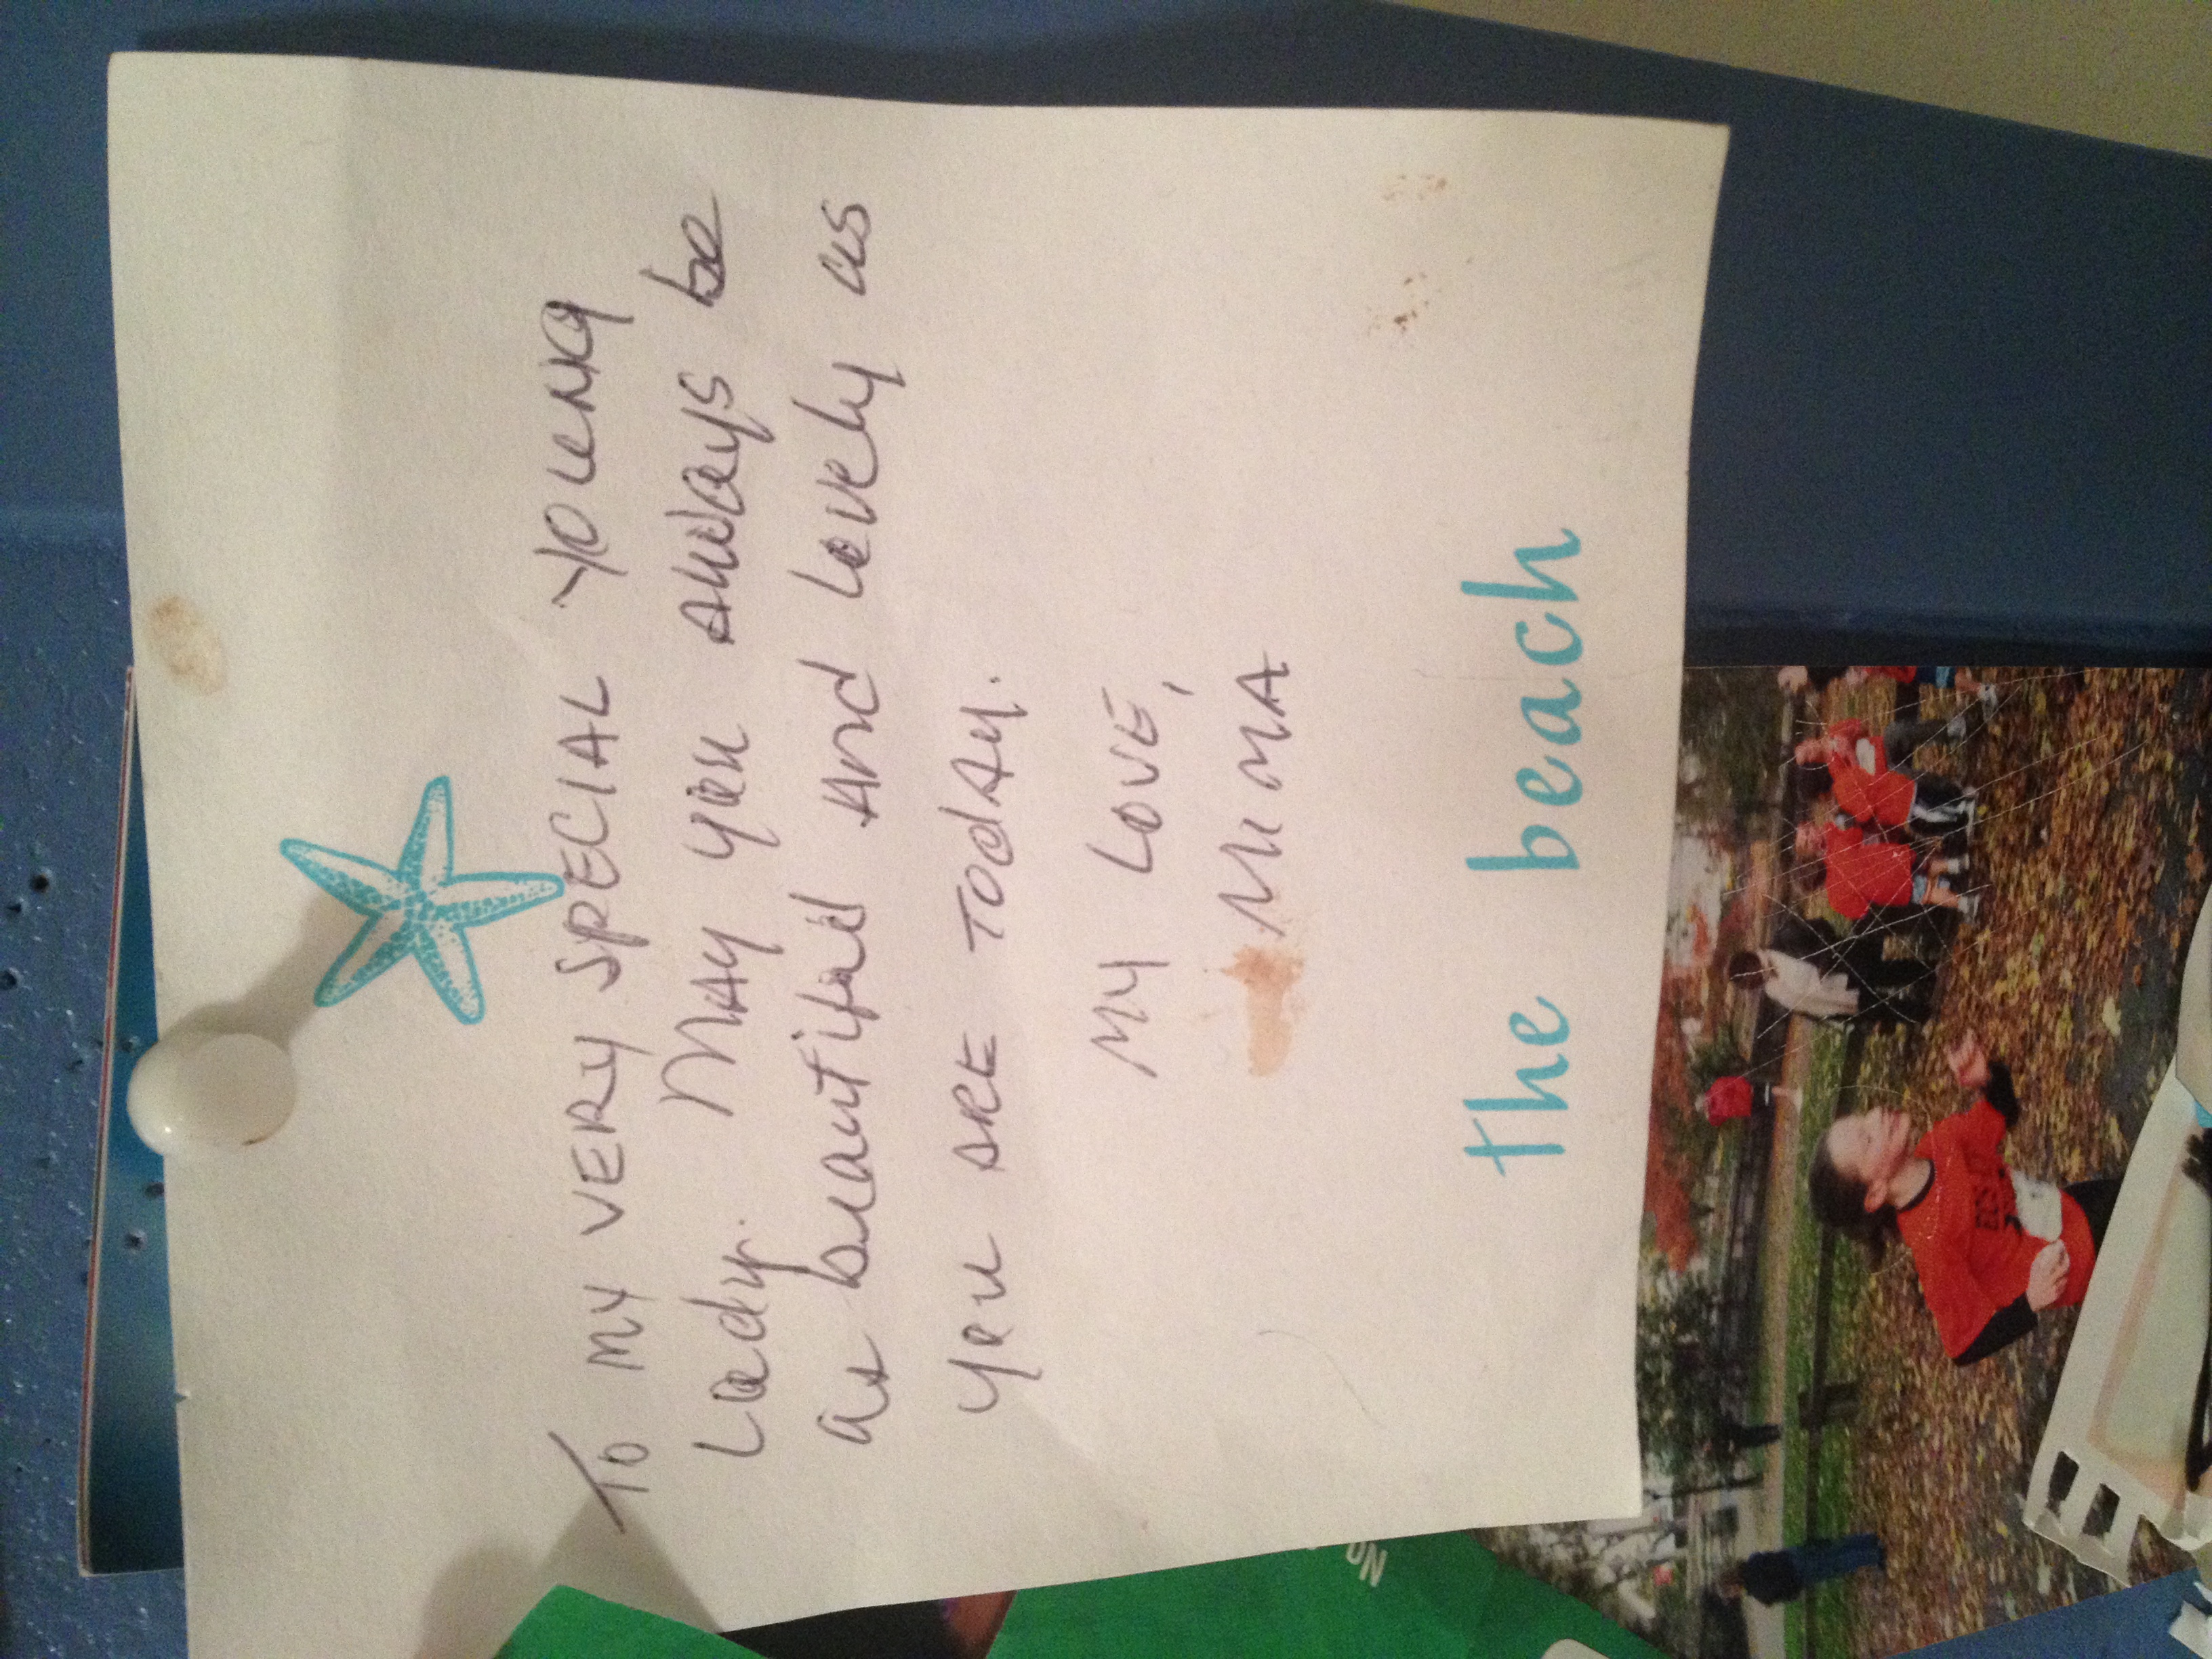 To MY VERY SPECIAL YOUNG
Lady. May you always be
as beautiful And Lovely as
you ARE TODAY.
MY LOVE,
MiMA
the beach